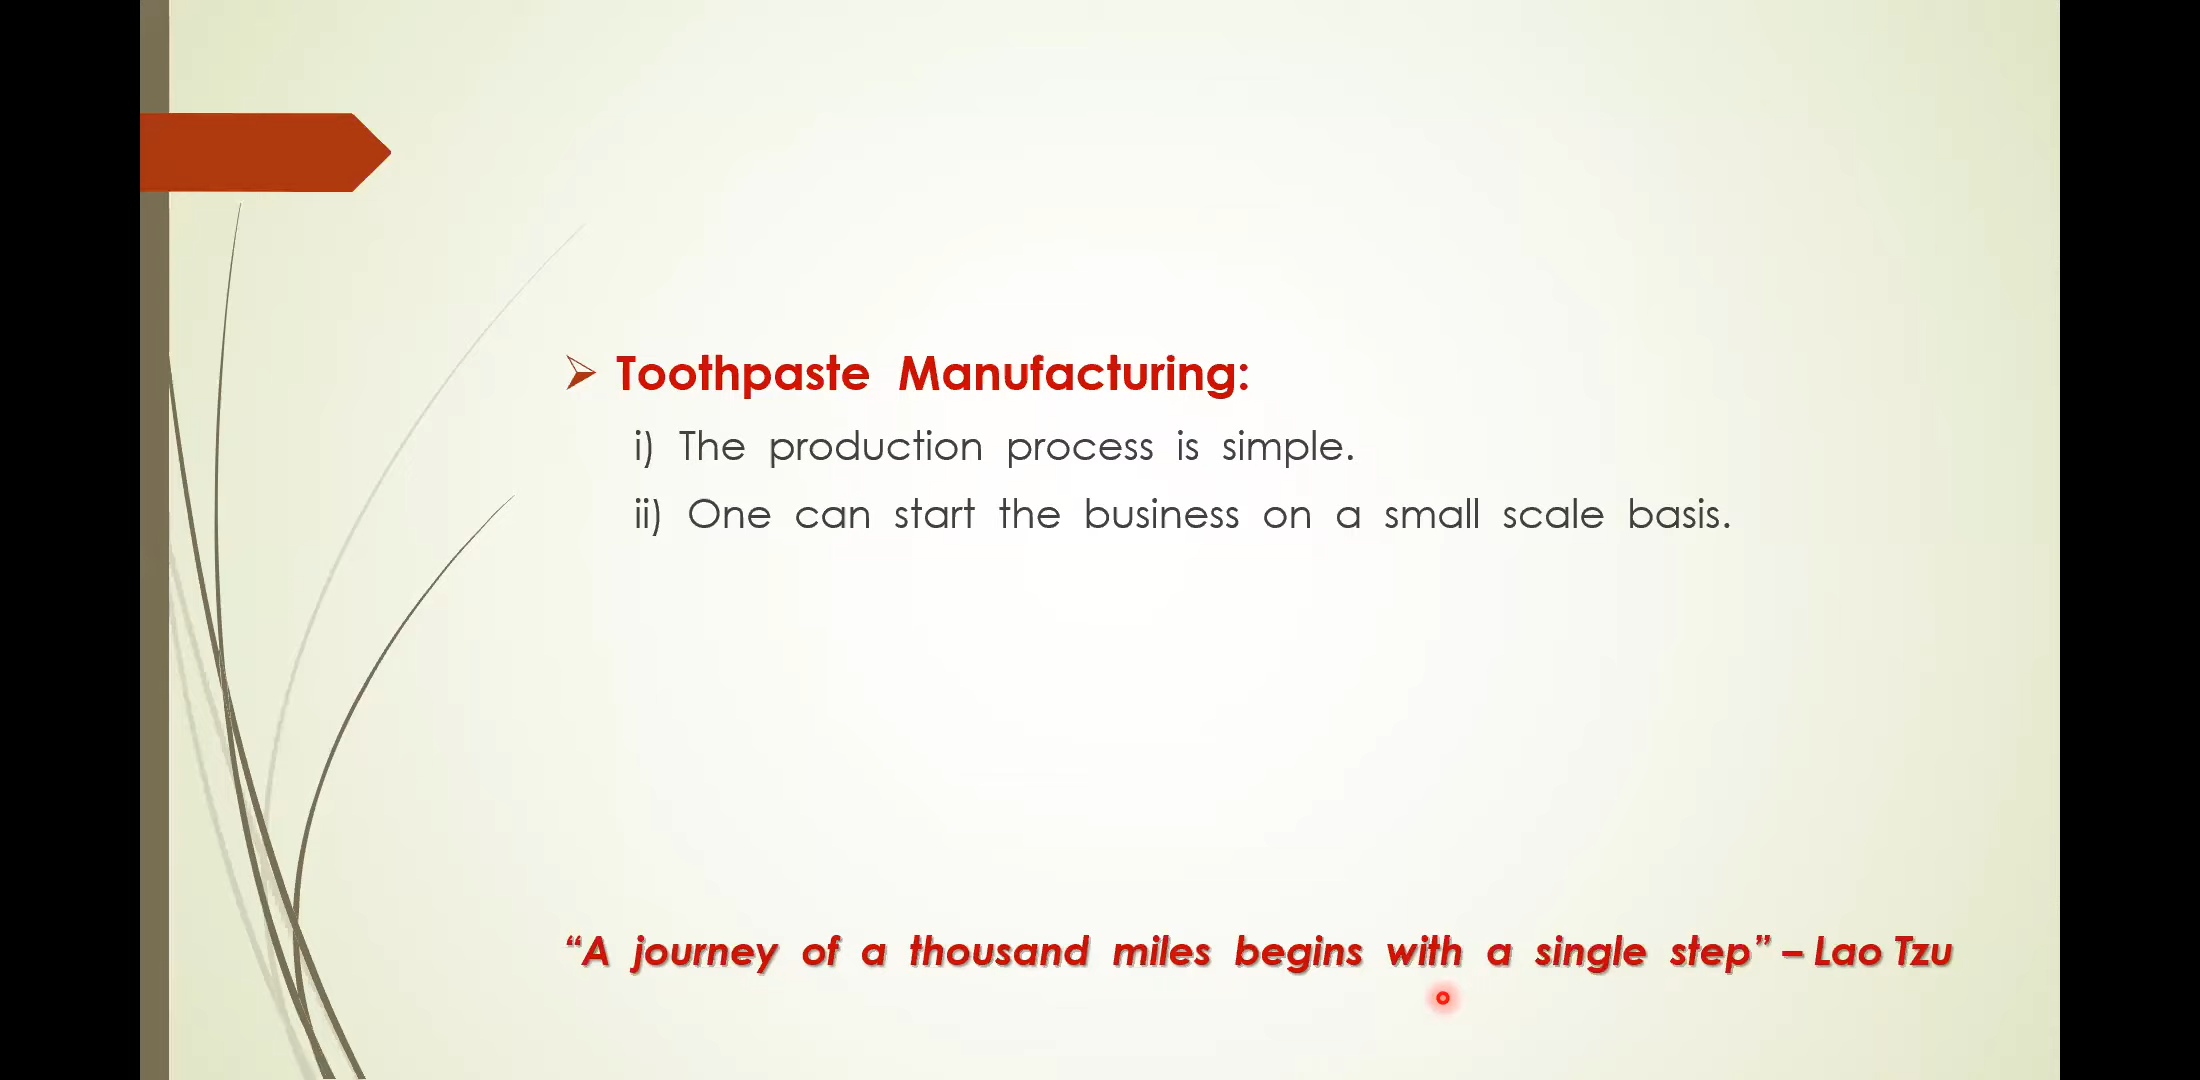 Toothpaste Manufacturing:
i) The production process is simple.
ii) One can start the business on a small scale basis.
“A journey of a thousand miles begins with a single step” – Lao Tzu